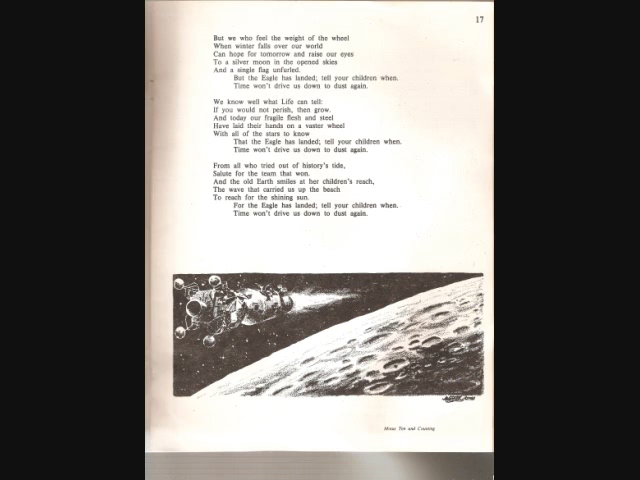 17
But we who feel the weight of the wheel
When winter falls over our world
Can hope for tomorrow and raise our eyes
To a silver moon in the opened skies
And a single flag unfurled.
But the Eagle has landed; tell your children when.
Time won't drive us down to dust again.
We know well what Life can tell:
If you would not perish, then grow.
And today our fragile flesh and steel
Have laid their hands on a vaster wheel
With all of the stars to know
That the Eagle has landed; tell your children when.
Time won't drive us down to dust again.
From all who tried out of history's tide,
Salute for the team that won.
And the old Earth smiles at her children's reach,
The wave that carried us up the beach
To reach for the shining sun.
For the Eagle has landed; tell your children when.
Time won't drive us down to dust again.
Minus Ten and Counting